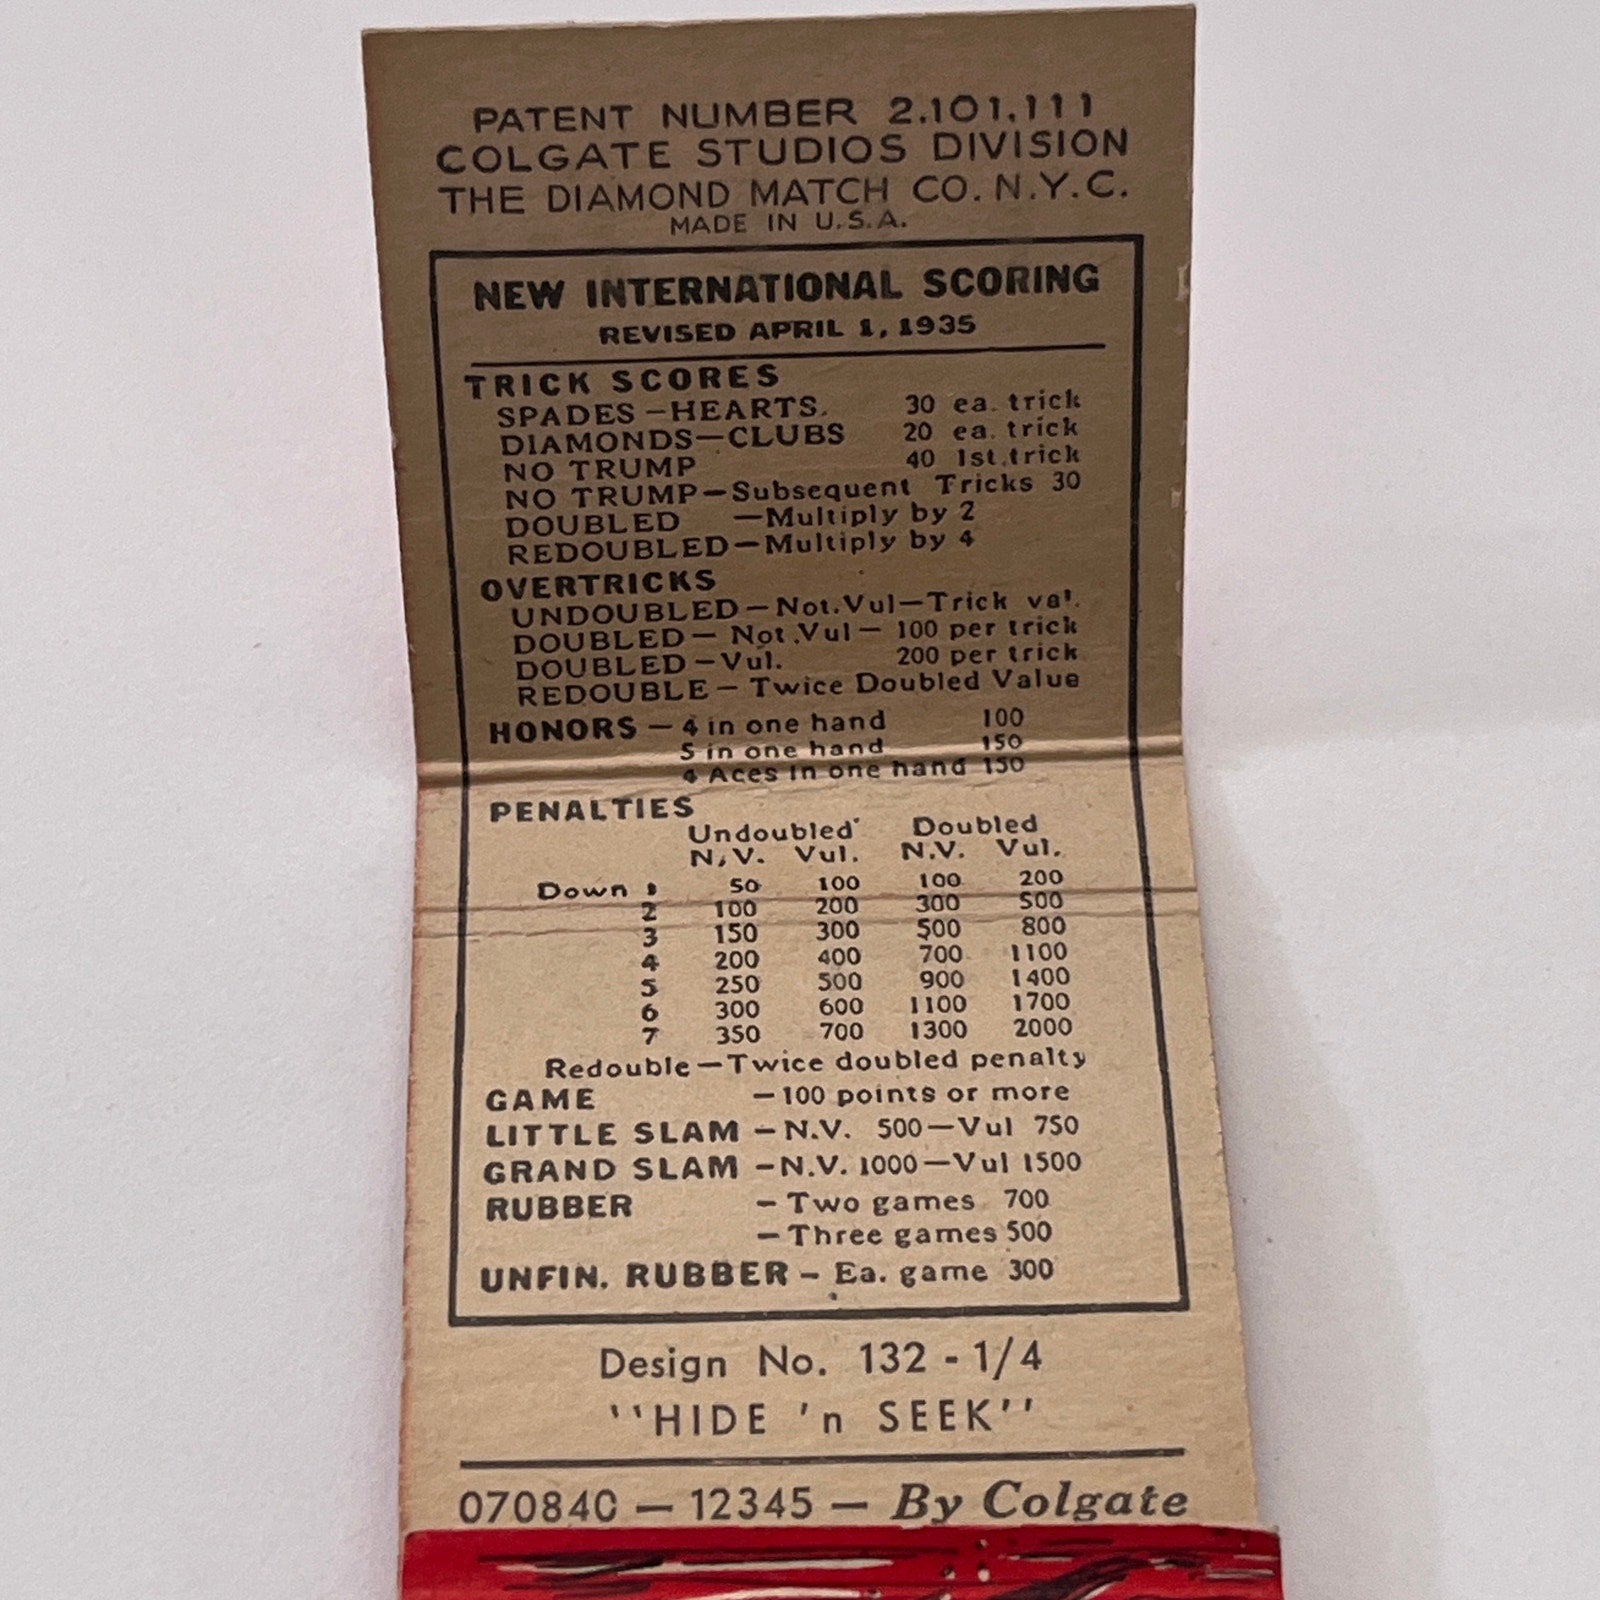 PATENT NUMBER 2.101.111
COLGATE STUDIOS DIVISION
THE DIAMOND MATCH CO. N.Y.C.
MADE IN U.S.A.
NEW INTERNATIONAL SCORING
REVISED APRIL 1, 1935
TRICK SCORES
SPADES—HEARTS. 30 ea. trick
DIAMONDS—CLUBS 20 ea. trick
NO TRUMP 40 1st. trick
NO TRUMP—Subsequent Tricks 30
DOUBLED —Multiply by 2
REDOUBLED—Multiply by 4
OVERTRICKS
UNDOUBLED—Not.Vul—Trick val.
DOUBLED— Not.Vul— 100 per trick
DOUBLED—Vul. 200 per trick
REDOUBLE— Twice Doubled Value
HONORS — 4 in one hand 100
5 in one hand 150
4 Aces in one hand 150
PENALTIES
Undoubled Doubled
N.V. Vul. N.V. Vul.
Down 1 50 100 100 200
2 100 200 300 500
3 150 300 500 800
4 200 400 700 1100
5 250 500 900 1400
6 300 600 1100 1700
7 350 700 1300 2000
Redouble—Twice doubled penalty
GAME —100 points or more
LITTLE SLAM —N.V. 500—Vul 750
GRAND SLAM —N.V. 1000—Vul 1500
RUBBER — Two games 700
— Three games 500
UNFIN. RUBBER — Ea. game 300
Design No. 132 - 1/4
''HIDE 'n SEEK''
070840 — 12345 — By Colgate